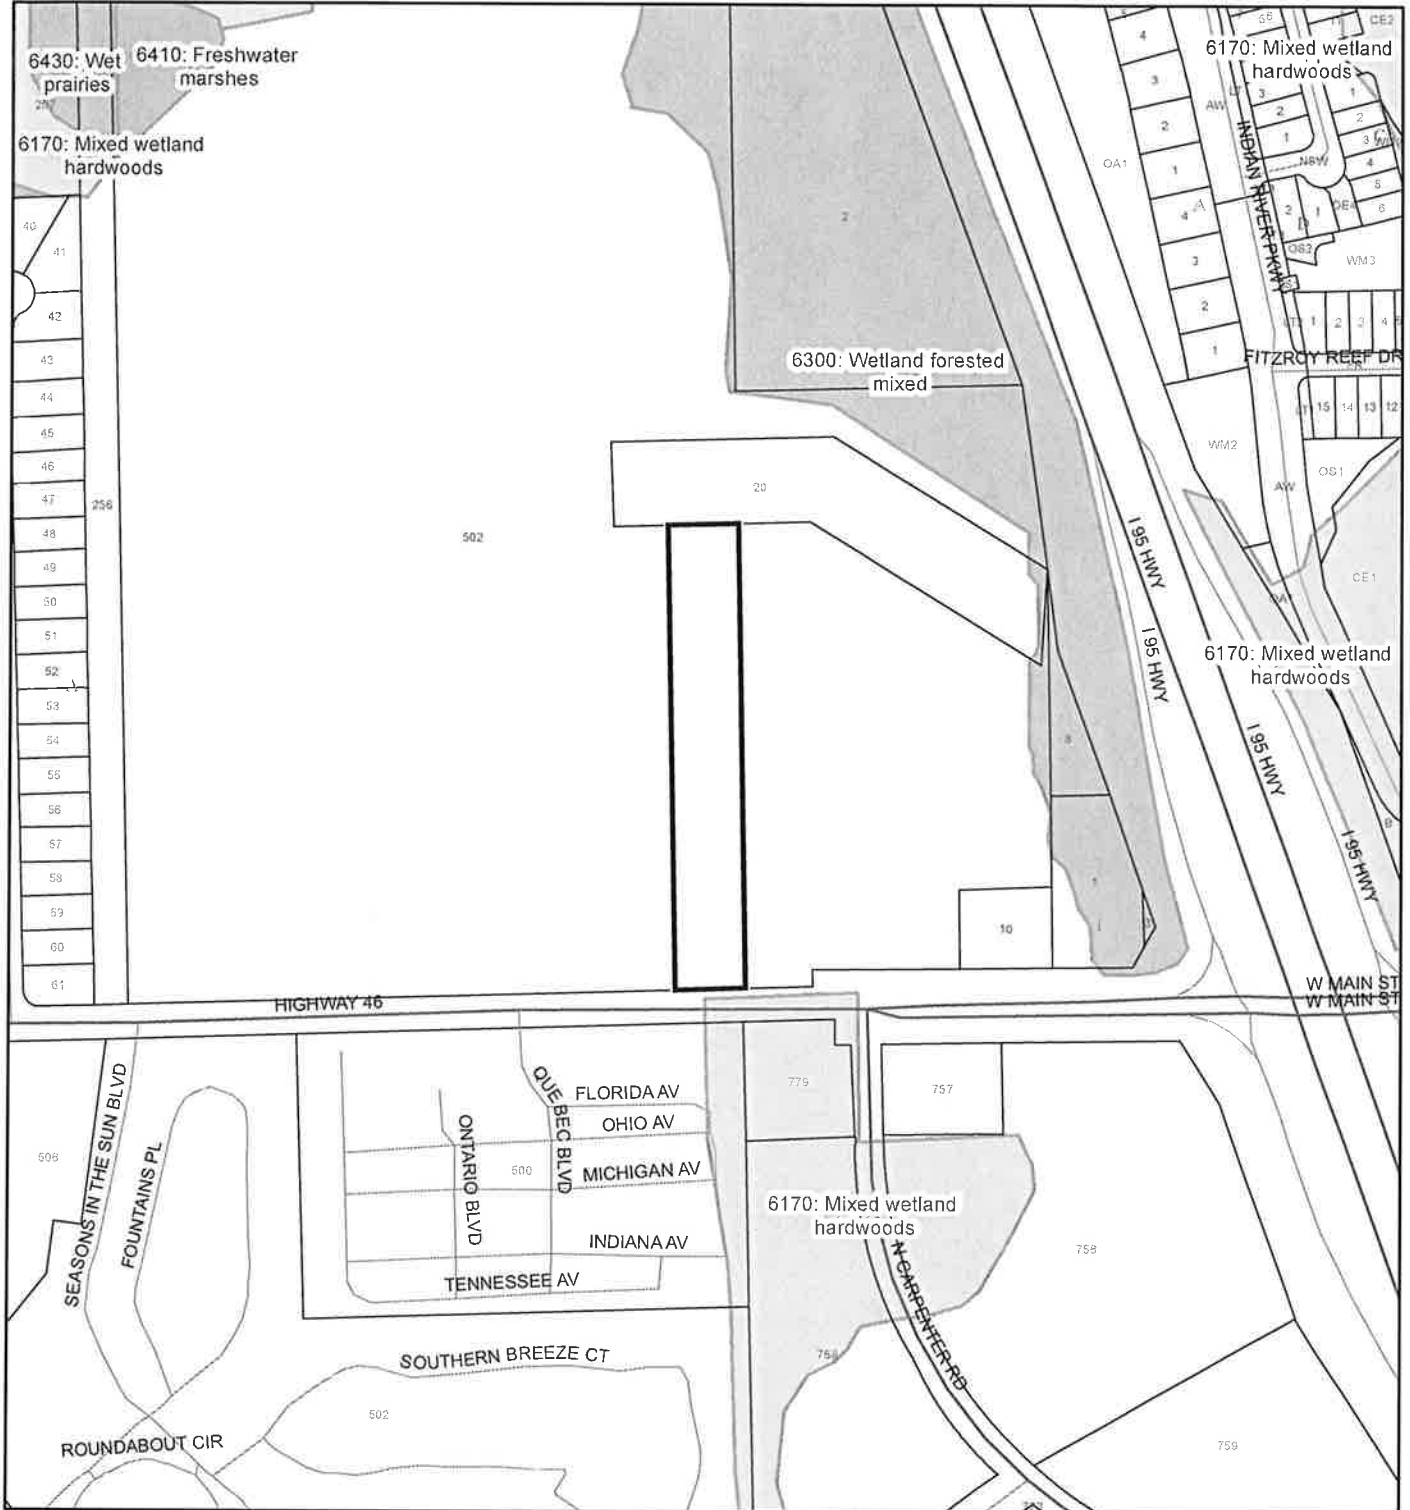 6430: Wet
prairies
6410: Freshwater
marshes
6170: Mixed wetland
hardwoods
6170: Mixed wetland
hardwoods
56
CE2
4
3
2
1
4
A
3
2
1
OA1
AW
INDIAN RIVER PKWY
3
2
1
NSW
1
2
3
4
5
6
2
1
D
OS2
WM3
1
2
3
4
FITZROY REEF DR
15
14
13
12
WM2
OS1
AW
CE1
40
41
42
43
44
45
46
47
48
49
50
51
52
53
54
55
56
57
58
59
60
61
256
502
2
6300: Wetland forested
mixed
20
I 95 HWY
I 95 HWY
I 95 HWY
I 95 HWY
6170: Mixed wetland
hardwoods
8
1
10
HIGHWAY 46
W MAIN ST
W MAIN ST
SEASONS IN THE SUN BLVD
FOUNTAINS PL
ONTARIO BLVD
QUEBEC BLVD
FLORIDA AV
OHIO AV
500
MICHIGAN AV
INDIANA AV
TENNESSEE AV
779
757
6170: Mixed wetland
hardwoods
N CARPENTER RD
758
SOUTHERN BREEZE CT
502
ROUNDABOUT CIR
759